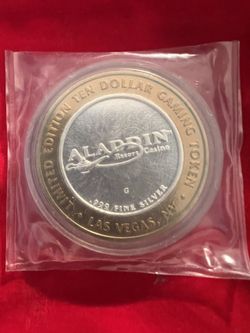 LIMITED EDITION TEN DOLLAR GAMING TOKEN
ALADDIN
Resort Casino
G
.999 FINE SILVER
• LAS VEGAS, NV •